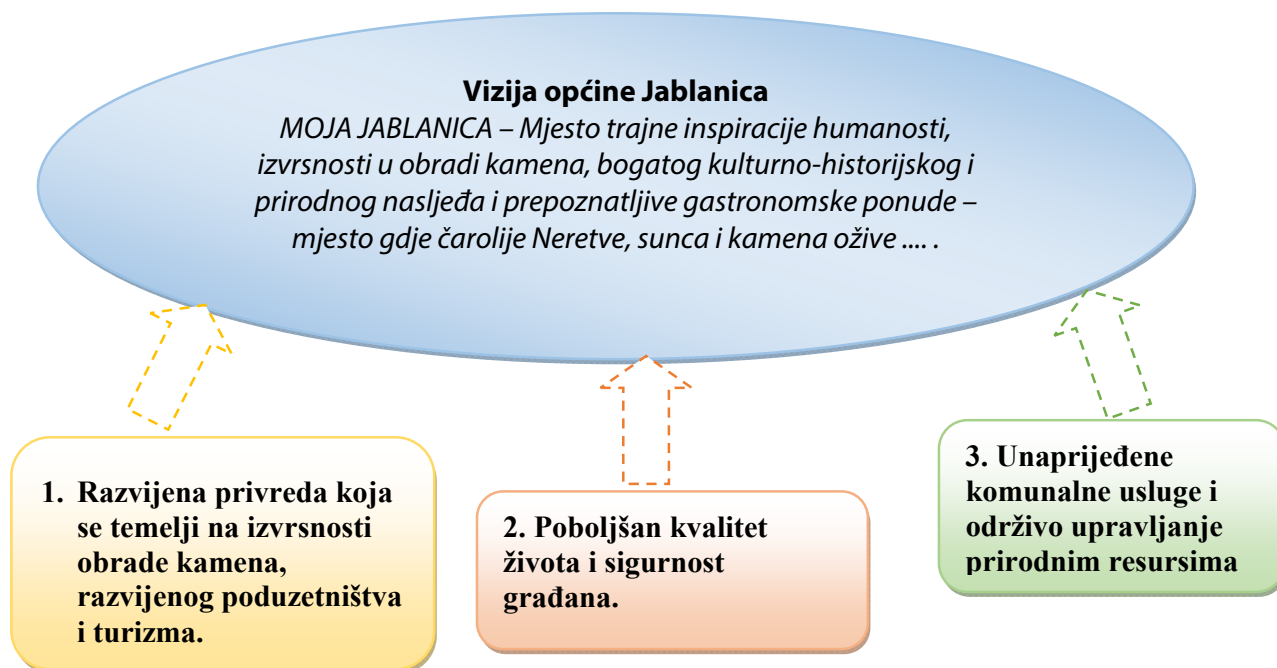 Vizija općine Jablanica
MOJA JABLANICA – Mjesto trajne inspiracije humanosti,
izvrsnosti u obradi kamena, bogatog kulturno-historijskog i
prirodnog nasljeđa i prepoznatljive gastronomske ponude –
mjesto gdje čarolije Neretve, sunca i kamena ožive .... .
1. Razvijena privreda koja
se temelji na izvrsnosti
obrade kamena,
razvijenog poduzetništva
i turizma.
2. Poboljšan kvalitet
života i sigurnost
građana.
3. Unaprijeđene
komunalne usluge i
održivo upravljanje
prirodnim resursima